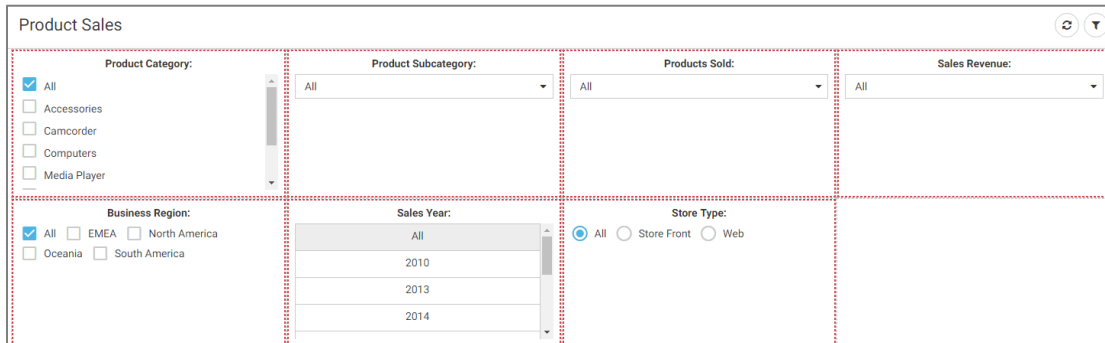 Product Sales
Product Category:
All
Accessories
Camcorder
Computers
Media Player
Product Subcategory:
All
Products Sold:
All
Sales Revenue:
All
Business Region:
All EMEA North America
Oceania South America
Sales Year:
All
2010
2013
2014
Store Type:
All Store Front Web